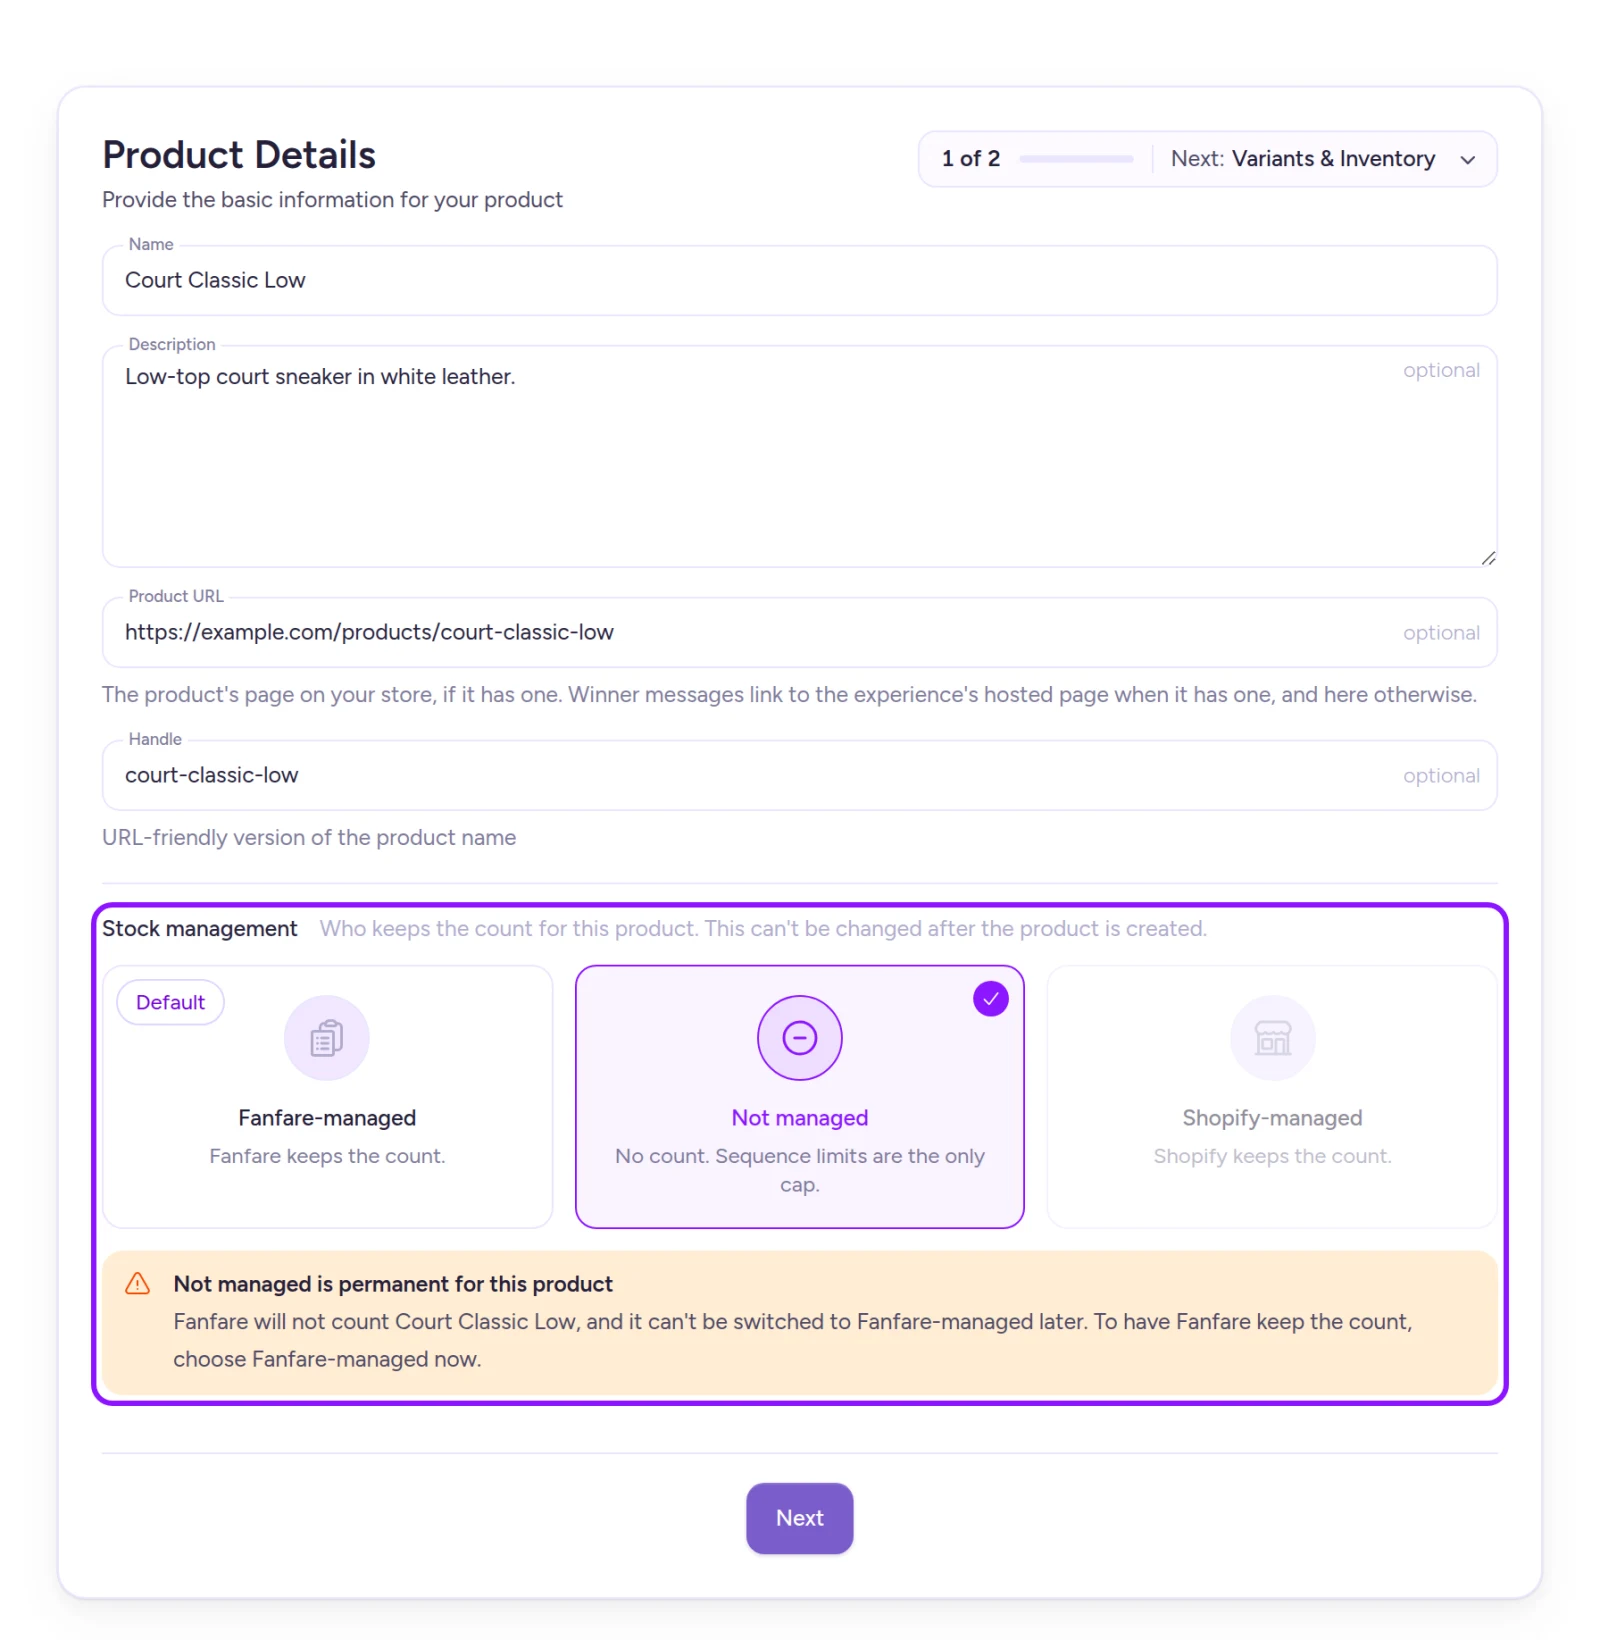 Product Details
Provide the basic information for your product
1 of 2
Next: Variants & Inventory
Name
Court Classic Low
Description
Low-top court sneaker in white leather.
optional
Product URL
https://example.com/products/court-classic-low
optional
The product's page on your store, if it has one. Winner messages link to the experience's hosted page when it has one, and here otherwise.
Handle
court-classic-low
optional
URL-friendly version of the product name
Stock management
Who keeps the count for this product. This can't be changed after the product is created.
Default
Fanfare-managed
Fanfare keeps the count.
Not managed
No count. Sequence limits are the only
cap.
Shopify-managed
Shopify keeps the count.
Not managed is permanent for this product
Fanfare will not count Court Classic Low, and it can't be switched to Fanfare-managed later. To have Fanfare keep the count,
choose Fanfare-managed now.
Next